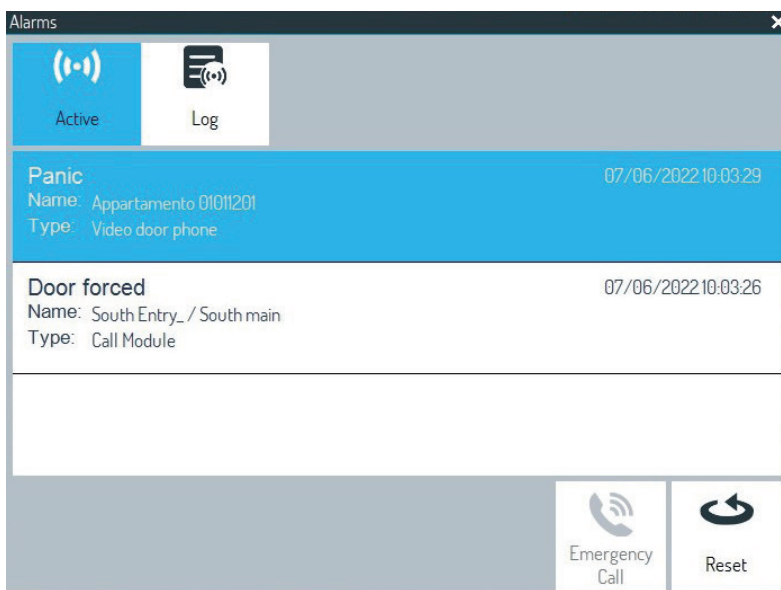 Alarms
Active
Log
Panic
07/06/2022 10:03:29
Name: Appartamento 01011201
Type: Video door phone
Door forced
07/06/2022 10:03:26
Name: South Entry_ / South main
Type: Call Module
Emergency
Call
Reset